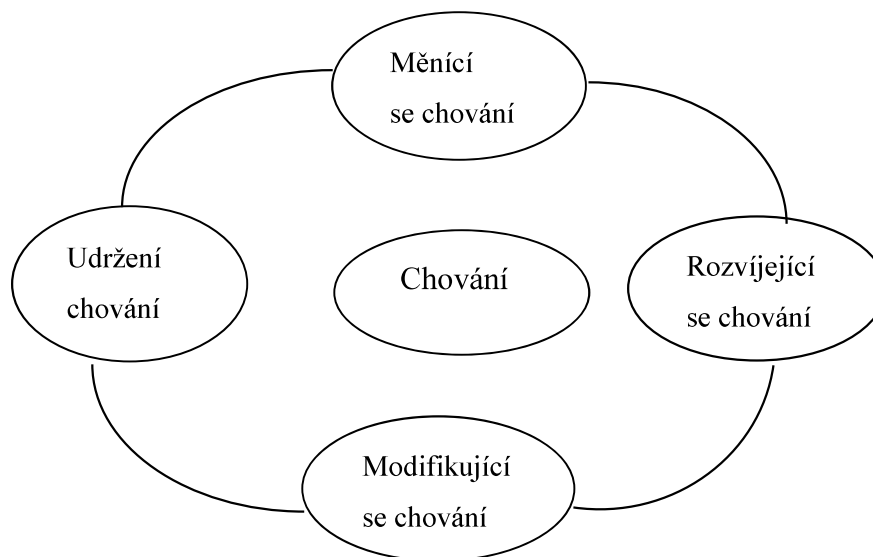 Měnící
se chování
Udržení
chování
Chování
Rozvíjející
se chování
Modifikující
se chování